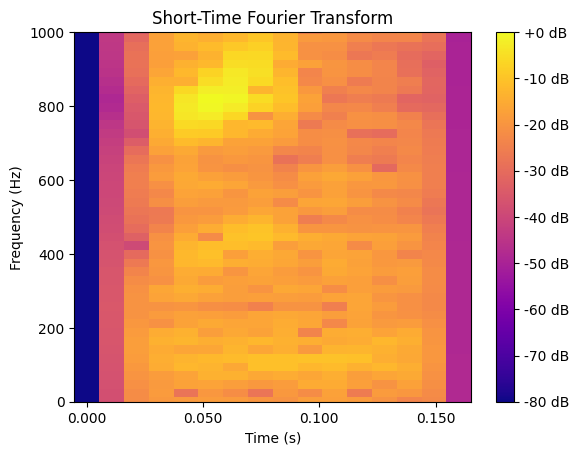 Short-Time Fourier Transform
1000
800
600
400
200
0
Frequency (Hz)
0.000
0.050
0.100
0.150
Time (s)
+0 dB
-10 dB
-20 dB
-30 dB
-40 dB
-50 dB
-60 dB
-70 dB
-80 dB